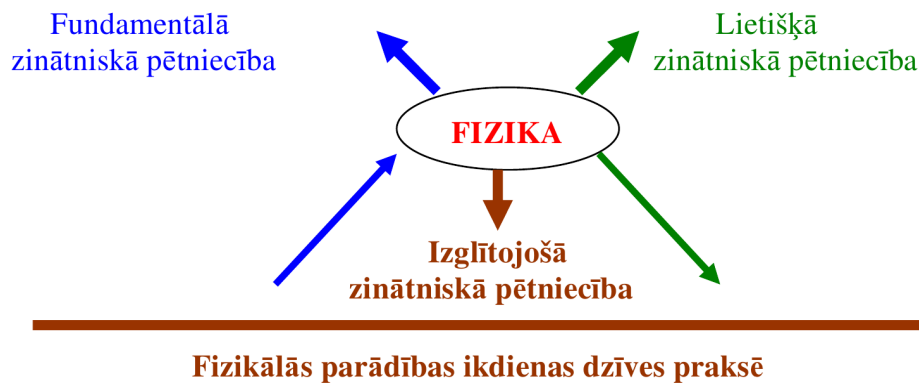 Fundamentālā
zinātniskā pētniecība
Lietišķā
zinātniskā pētniecība
FIZIKA
Izglītojošā
zinātniskā pētniecība
Fizikālās parādības ikdienas dzīves praksē